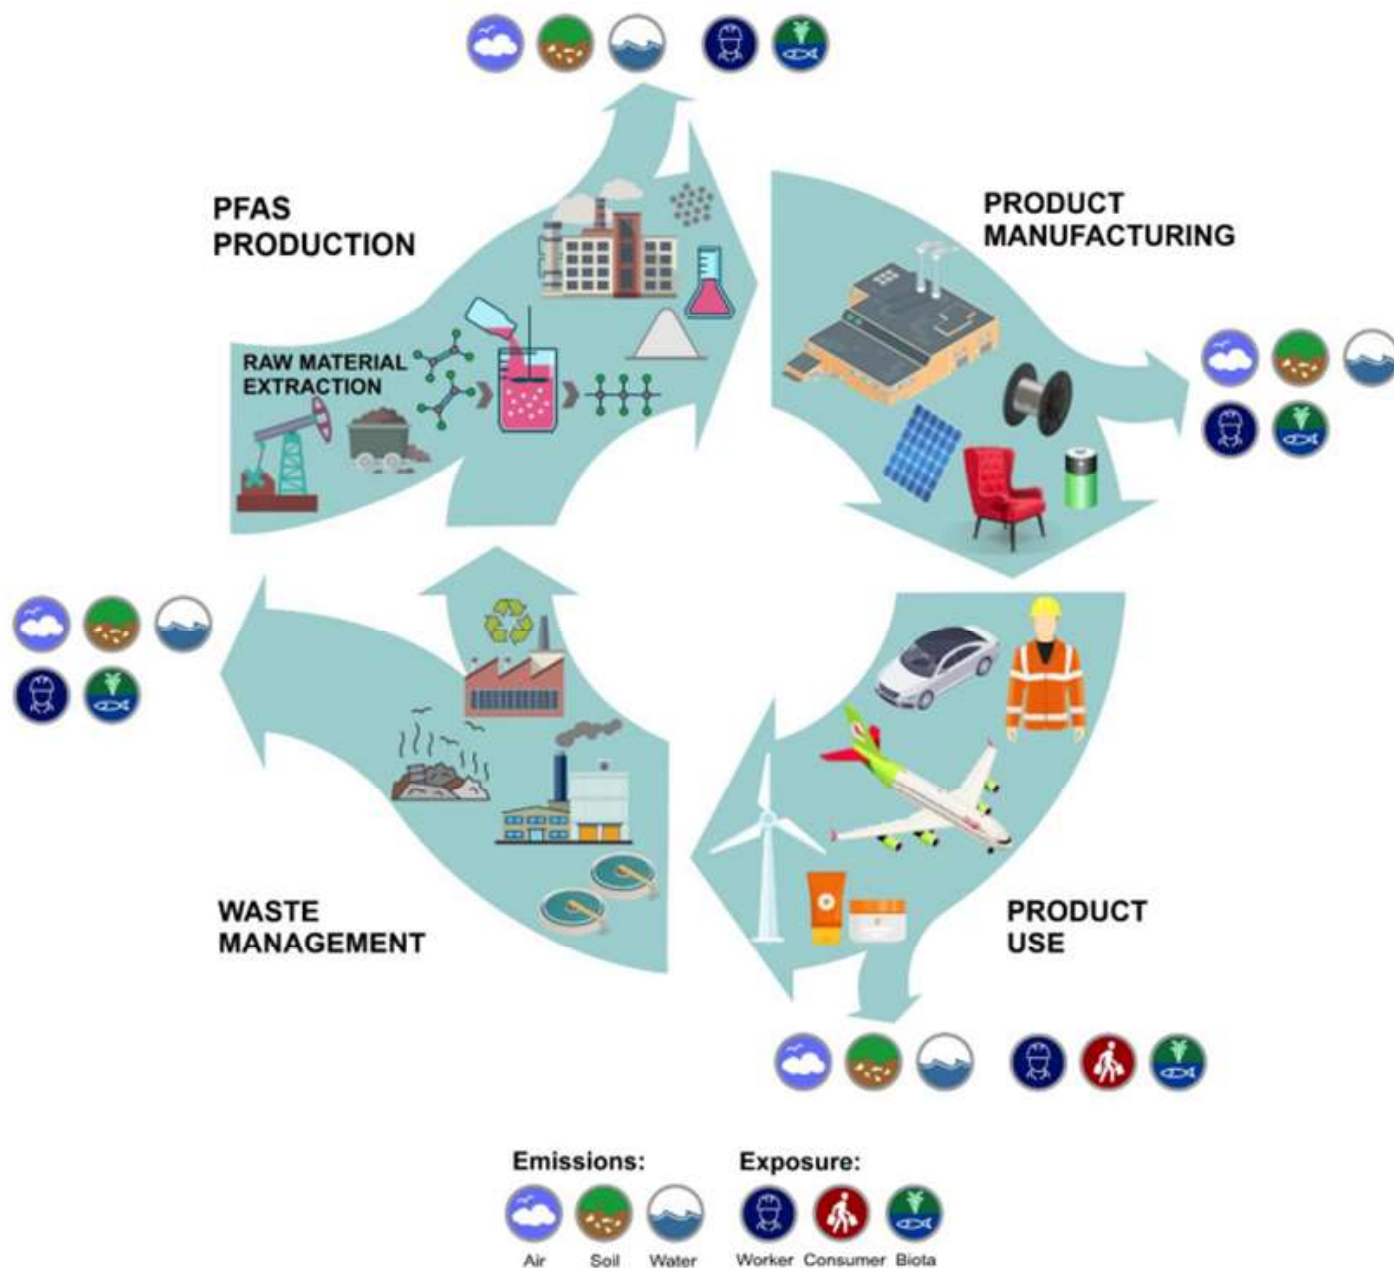 PFAS
PRODUCTION
PRODUCT
MANUFACTURING
RAW MATERIAL
EXTRACTION
WASTE
MANAGEMENT
PRODUCT
USE
Emissions:
Exposure:
Air
Soil
Water
Worker
Consumer
Biota